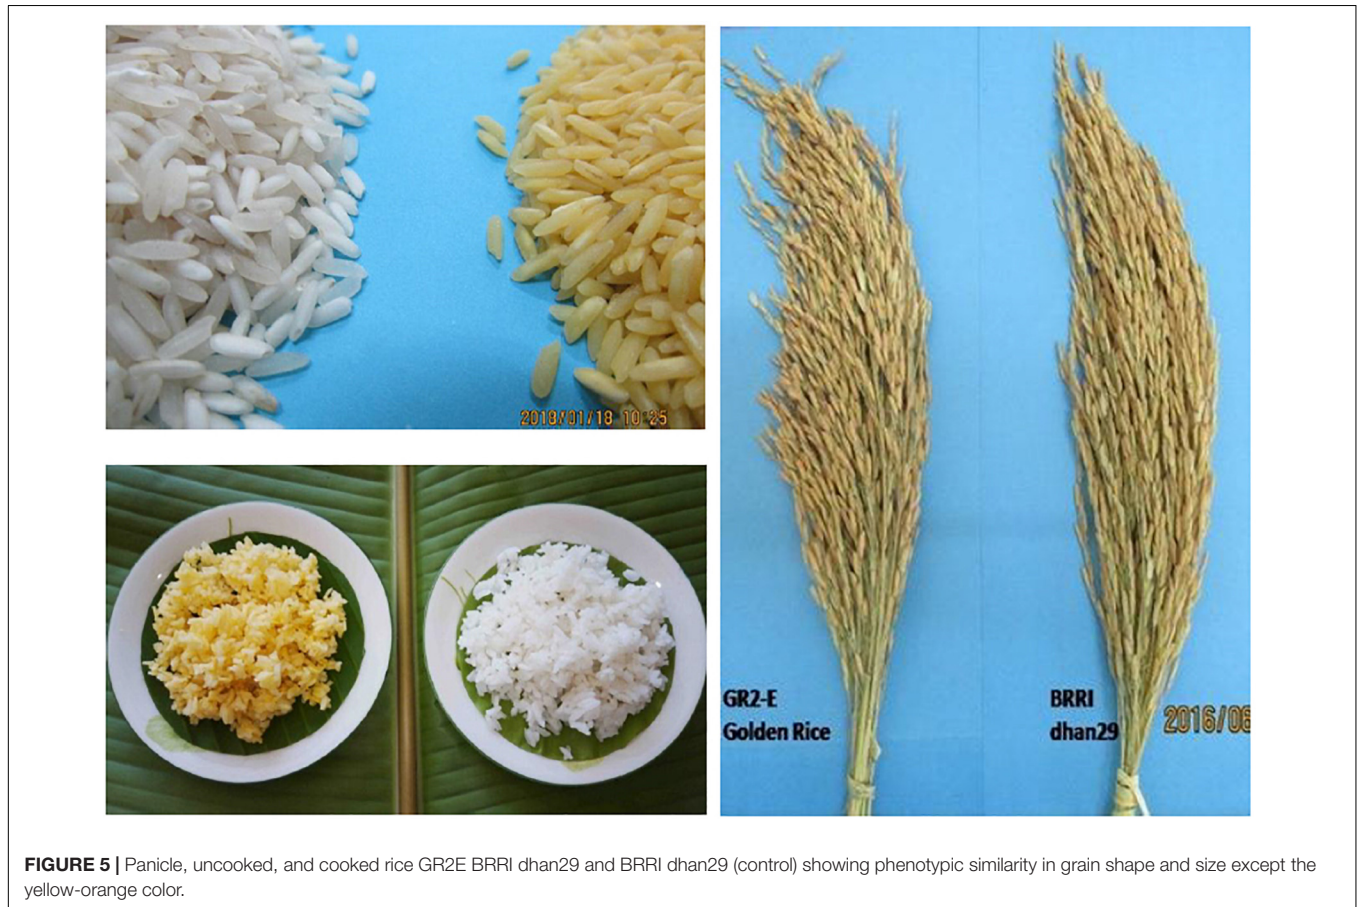 2018/01/18 10:25
GR2-E
Golden Rice
BRRI
dhan29
2016/06
FIGURE 5 | Panicle, uncooked, and cooked rice GR2E BRRI dhan29 and BRRI dhan29 (control) showing phenotypic similarity in grain shape and size except the
yellow-orange color.